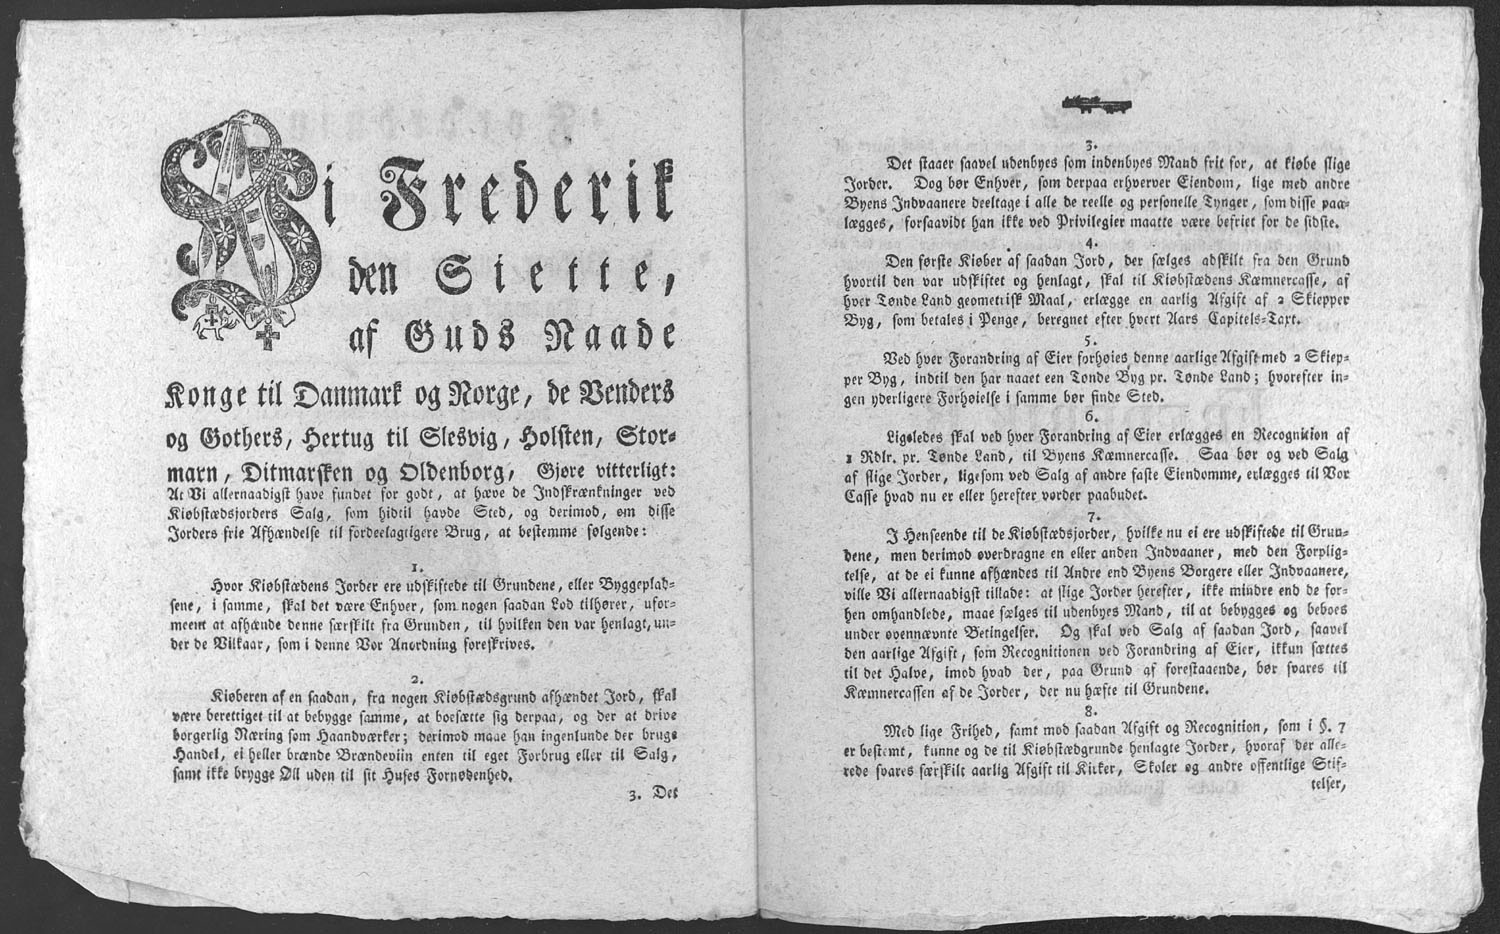 Vi Frederik
den Siette,
af Guds Naade
Konge til Danmark og Norge, de Venders
og Gothers, Hertug til Slesvig, Holsten, Stor-
marn, Ditmarsken og Oldenborg, Gjøre vitterligt:
At Vi allernaadigst have fundet for godt, at hæve de Indskrænkninger ved
Kiøbstædsjorders Salg, som hidtil havde Sted, og derimod, om disse
Jorders frie Afhændelse til fordeelagtigere Brug, at bestemme følgende:
1.
Hvor Kiøbstædens Jorder ere udskiftede til Grundene, eller Byggeplad-
sene, i samme, skal det være Enhver, som nogen saadan Lod tilhører, ufor-
meent at afhænde denne særskilt fra Grunden, til hvilken den var henlagt, un-
der de Vilkaar, som i denne Vor Anordning foreskrives.
2.
Kiøberen af en saadan, fra nogen Kiøbstædsgrund afhændet Jord, skal
være berettiget til at bebygge samme, at boesætte sig derpaa, og der at drive
borgerlig Næring som Haandværker; derimod maae han ingenlunde der bruge
Handel, ei heller brænde Brændeviin enten til eget Forbrug eller til Salg,
samt ikke brygge Øll uden til sit Huses Fornødenhed.
3. Det
3.
Det staaer saavel udenbyes som indenbyes Mand frit for, at kiøbe slige
Jorder. Dog bør Enhver, som derpaa erhverver Eiendom, lige med andre
Byens Indvaanere deeltage i alle de reelle og personelle Tynger, som disse paa-
lægges, forsaavidt han ikke ved Privilegier maatte være befriet for de sidste.
4.
Den første Kiøber af saadan Jord, der sælges adskilt fra den Grund
hvortil den var udskiftet og henlagt, skal til Kiøbstædens Kæmnercasse, af
hver Tønde Land geometrisk Maal, erlægge en aarlig Afgift af 2 Skiepper
Byg, som betales i Penge, beregnet efter hvert Aars Capitels-Taxt.
5.
Ved hver Forandring af Eier forhøies denne aarlige Afgift med 2 Skiep-
per Byg, indtil den har naaet een Tønde Byg pr. Tønde Land; hvorefter in-
gen yderligere Forhøielse i samme bør finde Sted.
6.
Ligeledes skal ved hver Forandring af Eier erlægges en Recognition af
1 Rdlr. pr. Tønde Land, til Byens Kæmnercasse. Saa bør og ved Salg
af slige Jorder, ligesom ved Salg af andre faste Eiendomme, erlægges til Vor
Casse hvad nu er eller herefter vorder paabudet.
7.
I Henseende til de Kiøbstædsjorder, hvilke nu ei ere udskiftede til Grun-
dene, men derimod overdragne en eller anden Indvaaner, med den Forplig-
telse, at de ei kunne afhændes til Andre end Byens Borgere eller Indvaanere,
ville Vi allernaadigst tillade: at slige Jorder herefter, ikke mindre end de for-
hen omhandlede, maae sælges til udenbyes Mand, til at bebygges og beboes
under ovennævnte Betingelser. Og skal ved Salg af saadan Jord, saavel
den aarlige Afgift, som Recognitionen ved Forandring af Eier, ikkun sættes
til det Halve, imod hvad der, paa Grund af forestaaende, bør svares til
Kæmnercassen af de Jorder, der nu hæfte til Grundene.
8.
Med lige Frihed, samt mod saadan Afgift og Recognition, som i §. 7
er bestemt, kunne og de til Kiøbstædgrunde henlagte Jorder, hvoraf der alle-
rede svares særskilt aarlig Afgift til Kirker, Skoler og andre offentlige Stif-
telser,